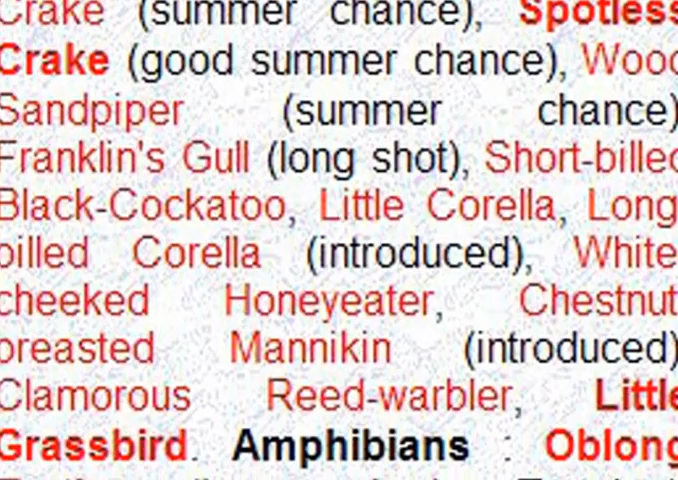 Crake (summer chance), Spotless
Crake (good summer chance), Wood
Sandpiper (summer chance)
Franklin's Gull (long shot), Short-billed
Black-Cockatoo, Little Corella, Long
billed Corella (introduced), White
cheeked Honeyeater, Chestnut
breasted Mannikin (introduced)
Clamorous Reed-warbler, Little
Grassbird. Amphibians : Oblong